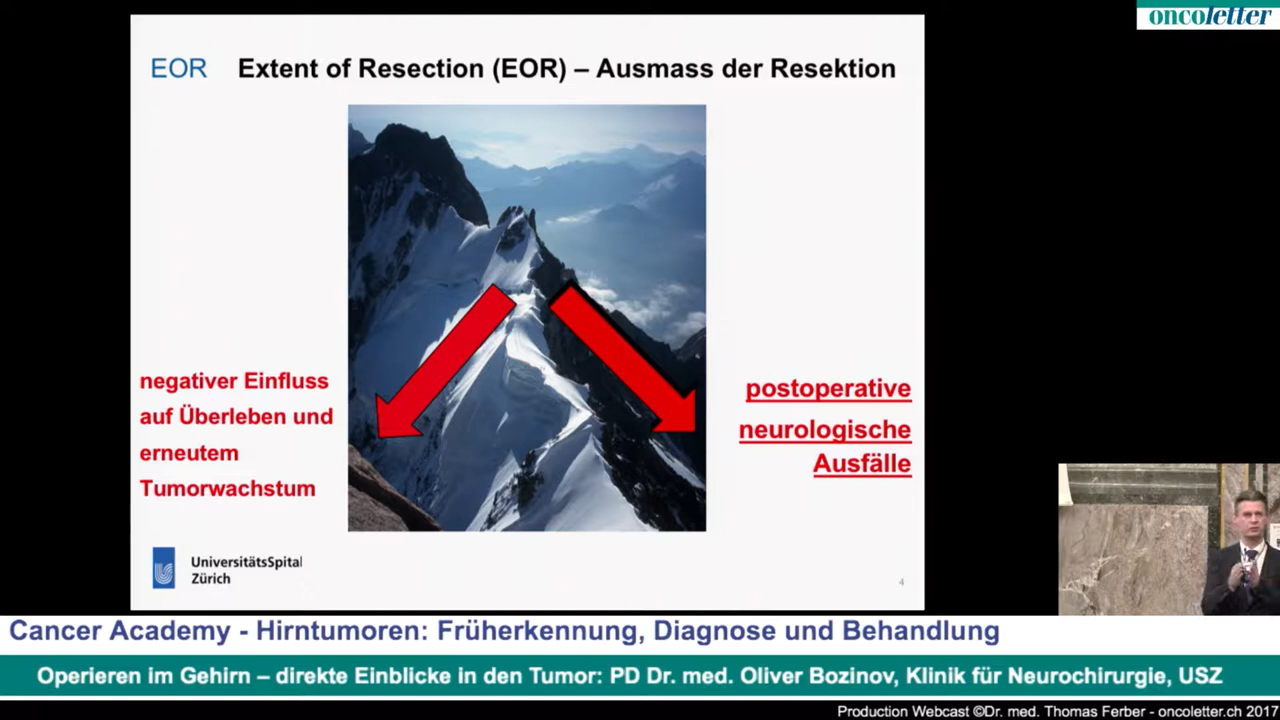 oncoletter
EOR Extent of Resection (EOR) – Ausmass der Resektion
negativer Einfluss
auf Überleben und
erneutem
Tumorwachstum
postoperative
neurologische
Ausfälle
UniversitätsSpital
Zürich
4
Cancer Academy - Hirntumoren: Früherkennung, Diagnose und Behandlung
Operieren im Gehirn – direkte Einblicke in den Tumor: PD Dr. med. Oliver Bozinov, Klinik für Neurochirurgie, USZ
Production Webcast ©Dr. med. Thomas Ferber - oncoletter.ch 2017